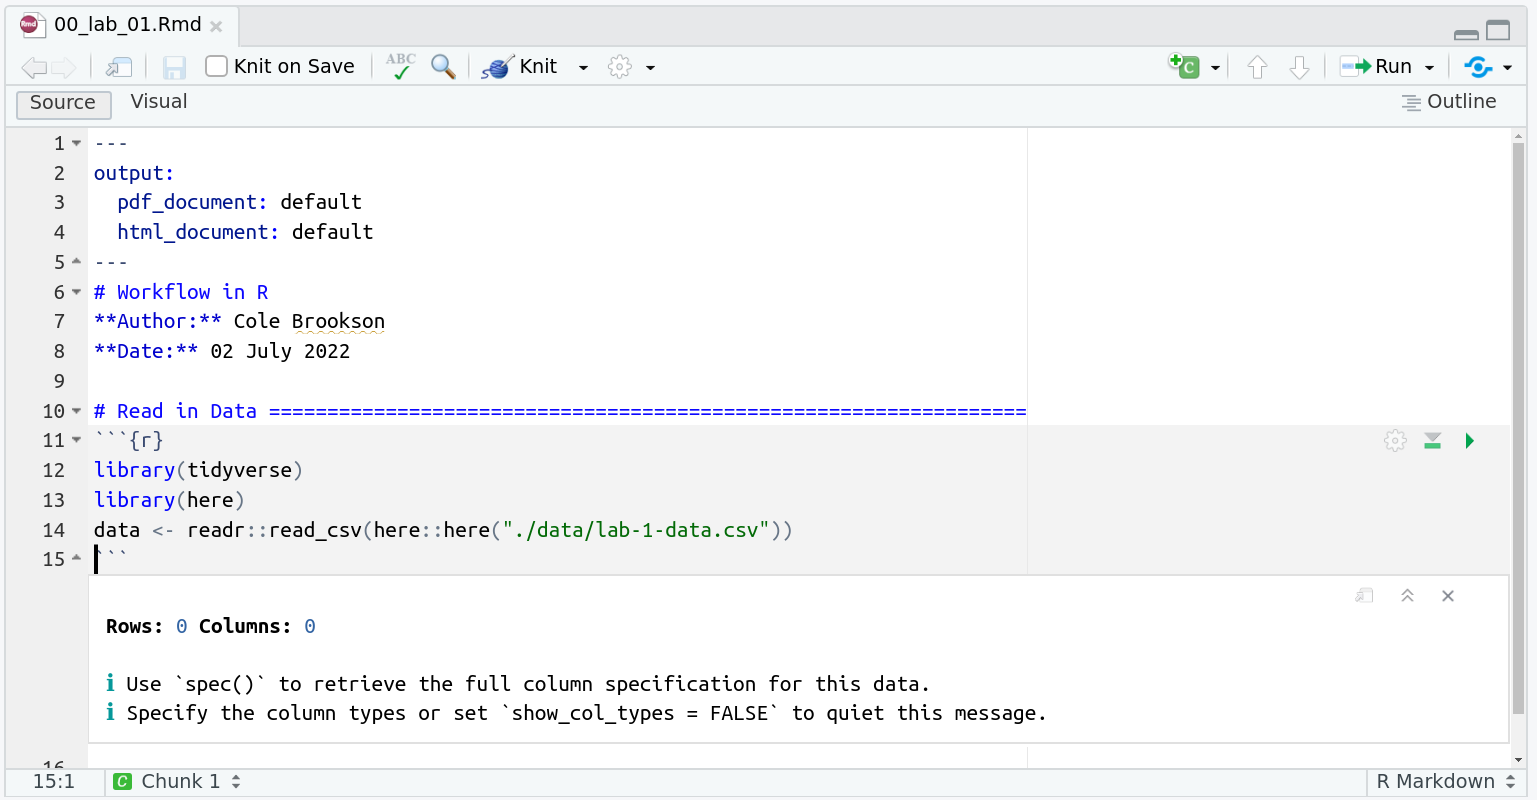 00_lab_01.Rmd
Knit on Save
ABC
Knit
C
Run
Source
Visual
Outline
1 ---
2 output:
3   pdf_document: default
4   html_document: default
5 ---
6 # Workflow in R
7 **Author:** Cole Brookson
8 **Date:** 02 July 2022
9
10 # Read in Data =================================================================
11 ```{r}
12 library(tidyverse)
13 library(here)
14 data <- readr::read_csv(here::here("./data/lab-1-data.csv"))
15 ```
Rows: 0 Columns: 0
ℹ Use `spec()` to retrieve the full column specification for this data.
ℹ Specify the column types or set `show_col_types = FALSE` to quiet this message.
16
15:1
C Chunk 1
R Markdown